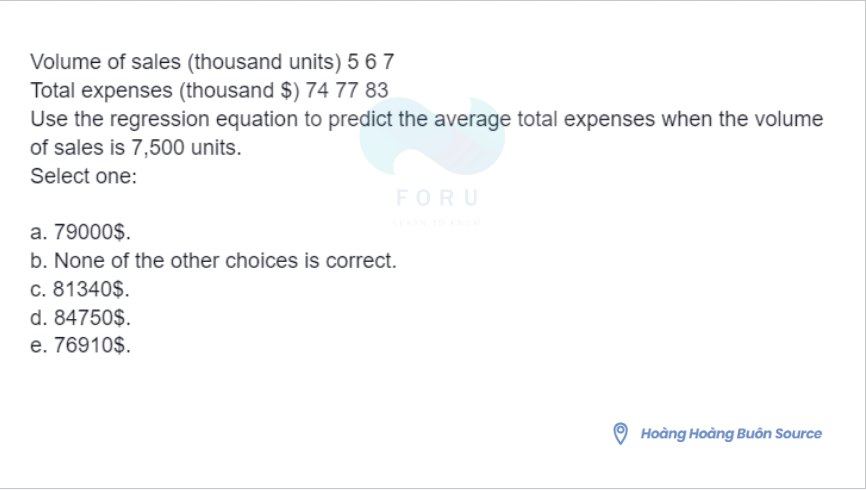 Volume of sales (thousand units) 5 6 7
Total expenses (thousand $) 74 77 83
Use the regression equation to predict the average total expenses when the volume
of sales is 7,500 units.
Select one:
FORU
a. 79000$.
b. None of the other choices is correct.
c. 81340$.
d. 84750$.
e. 76910$.
Hoàng Hoàng Buôn Source